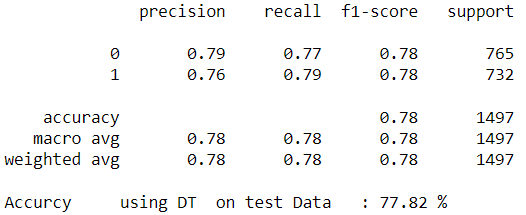 precision recall f1-score support
0 0.79 0.77 0.78 765
1 0.76 0.79 0.78 732
accuracy 0.78 1497
macro avg 0.78 0.78 0.78 1497
weighted avg 0.78 0.78 0.78 1497
Accurcy using DT on test Data : 77.82 %